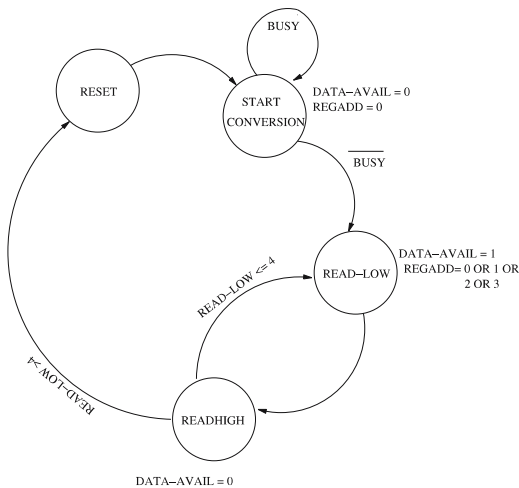 BUSY
RESET
START
CONVERSION
DATA–AVAIL = 0
REGADD = 0
BUSY
READ–LOW
DATA–AVAIL = 1
REGADD= 0 OR 1 OR
2 OR 3
READ–LOW <= 4
READ–LOW >4
READHIGH
DATA–AVAIL = 0